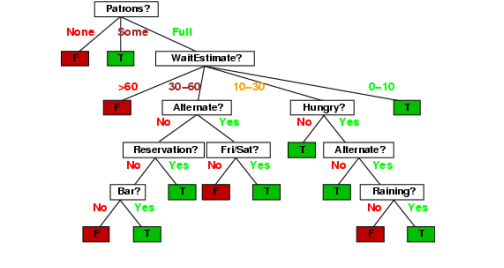 Patrons?
None Some Full
F T WaitEstimate?
>60 30–60 10–30 0–10
F Alternate? Hungry? T
No Yes No Yes
Reservation? Fri/Sat? T Alternate?
No Yes No Yes No Yes
Bar? T F T T Raining?
No Yes No Yes
F T F T